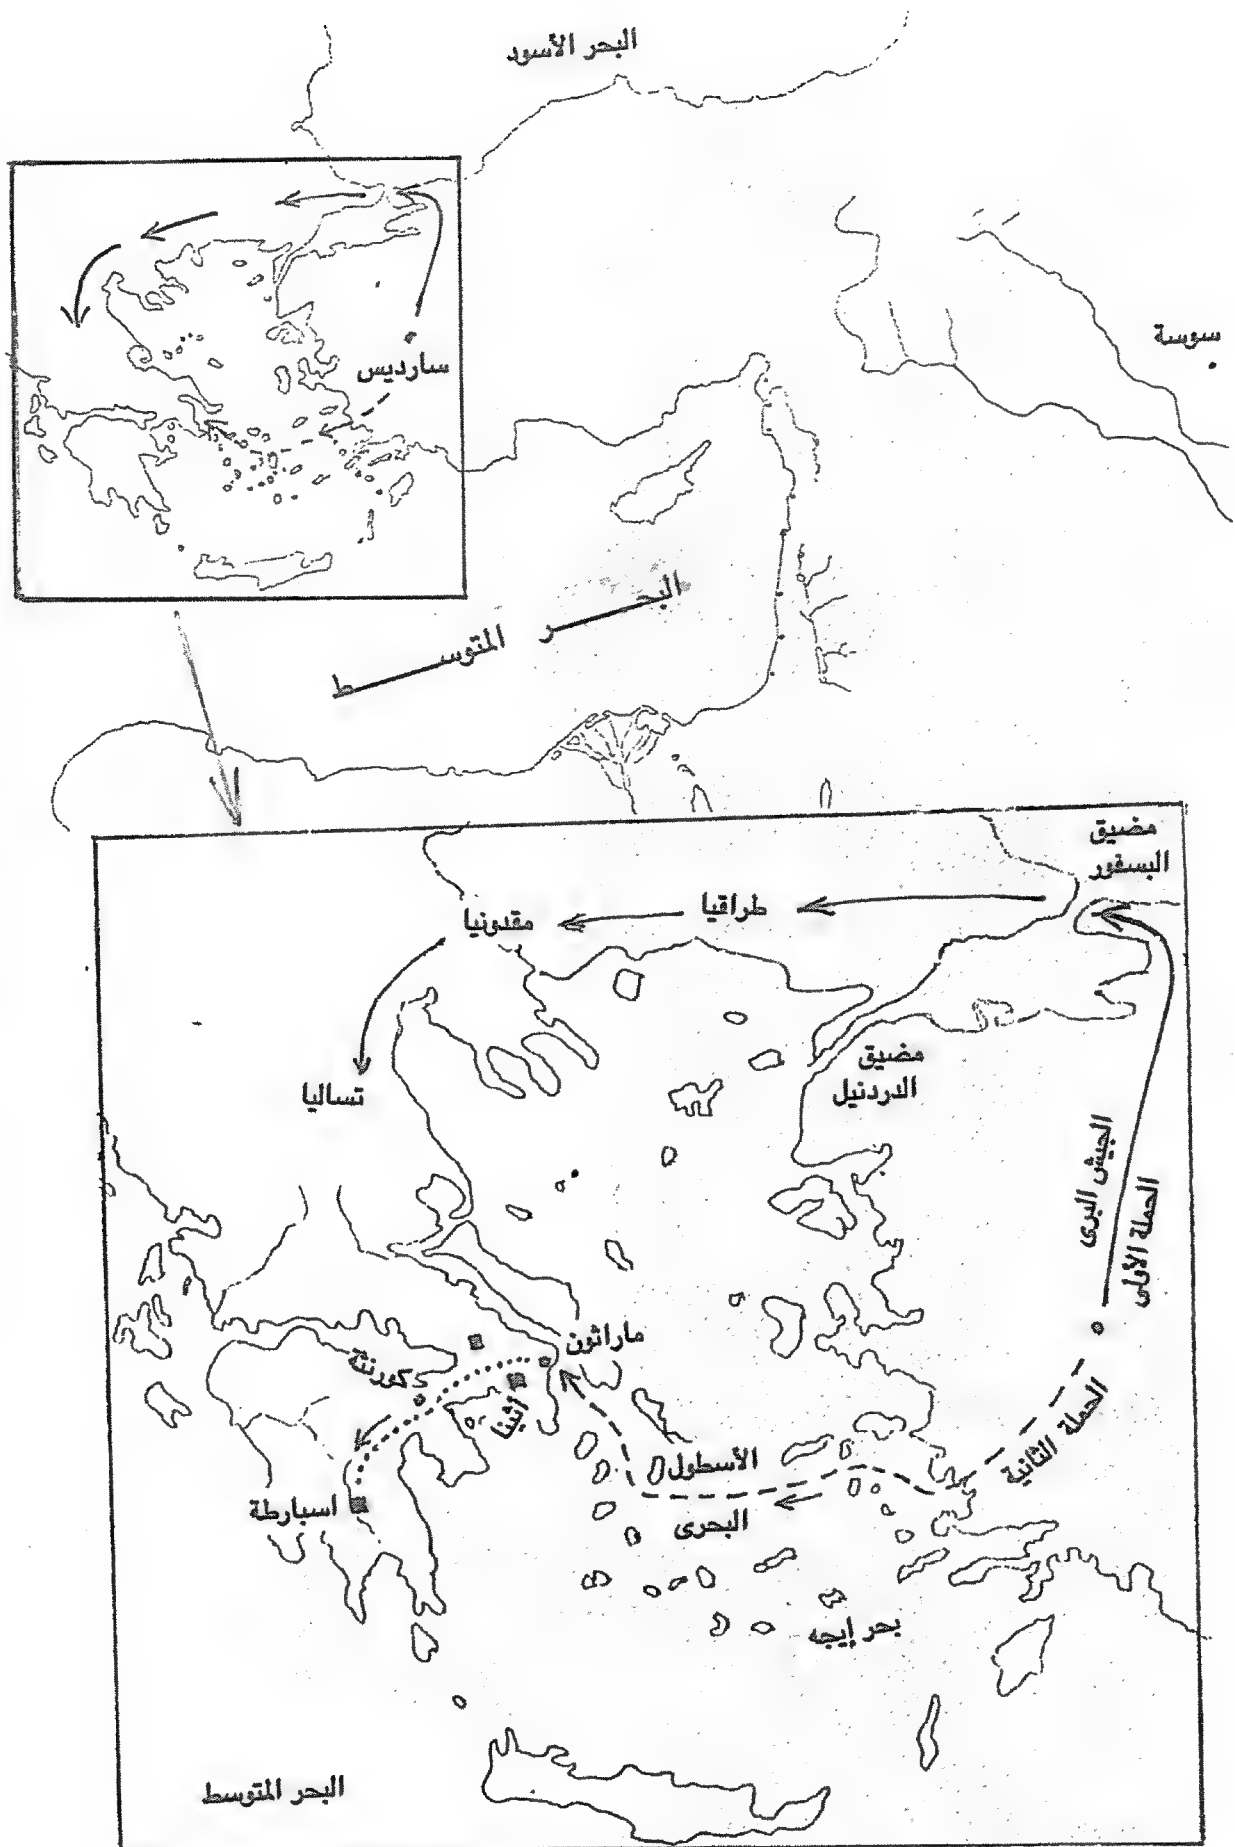 البحر الأسود
سوسة
سارديس
البحـــر المتوســـط
مضيق
البسفور
طراقيا
مقدونيا
تساليا
مضيق
الدردنيل
الجيش البرى
الحملة الأولى
ماراثون
كورنثة
أثينا
الحملة الثانية
الأسطول
البحرى
اسبارطة
بحر إيجه
البحر المتوسط